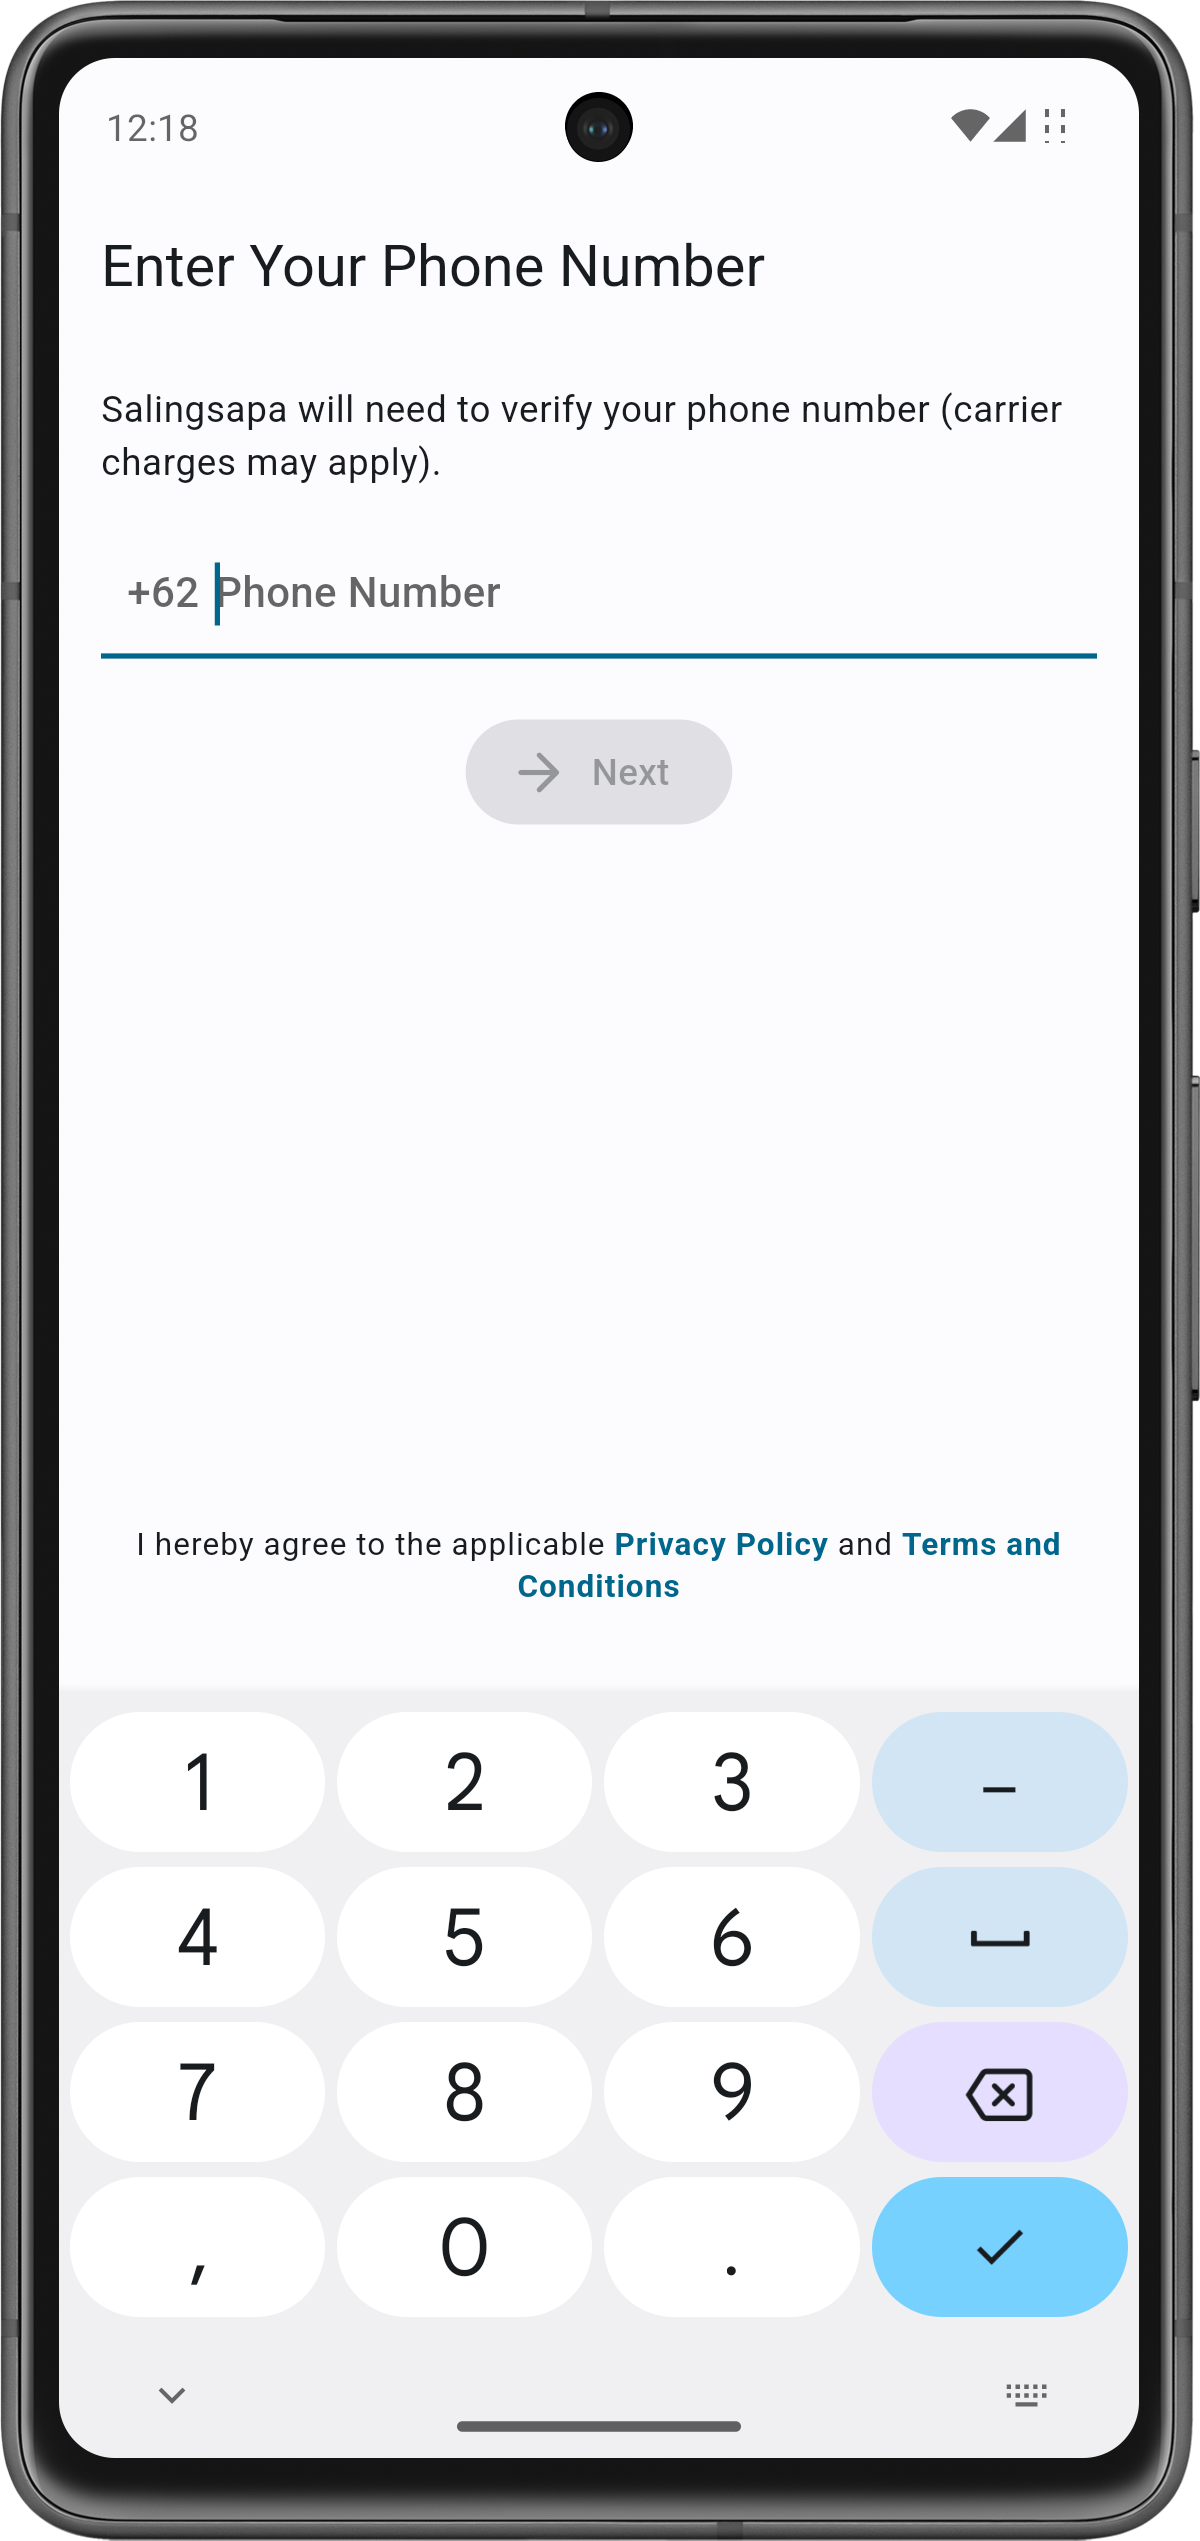 12:18
Enter Your Phone Number
Salingsapa will need to verify your phone number (carrier
charges may apply).
+62 Phone Number
Next
I hereby agree to the applicable Privacy Policy and Terms and
Conditions
1 2 3 –
4 5 6
7 8 9
, 0 .